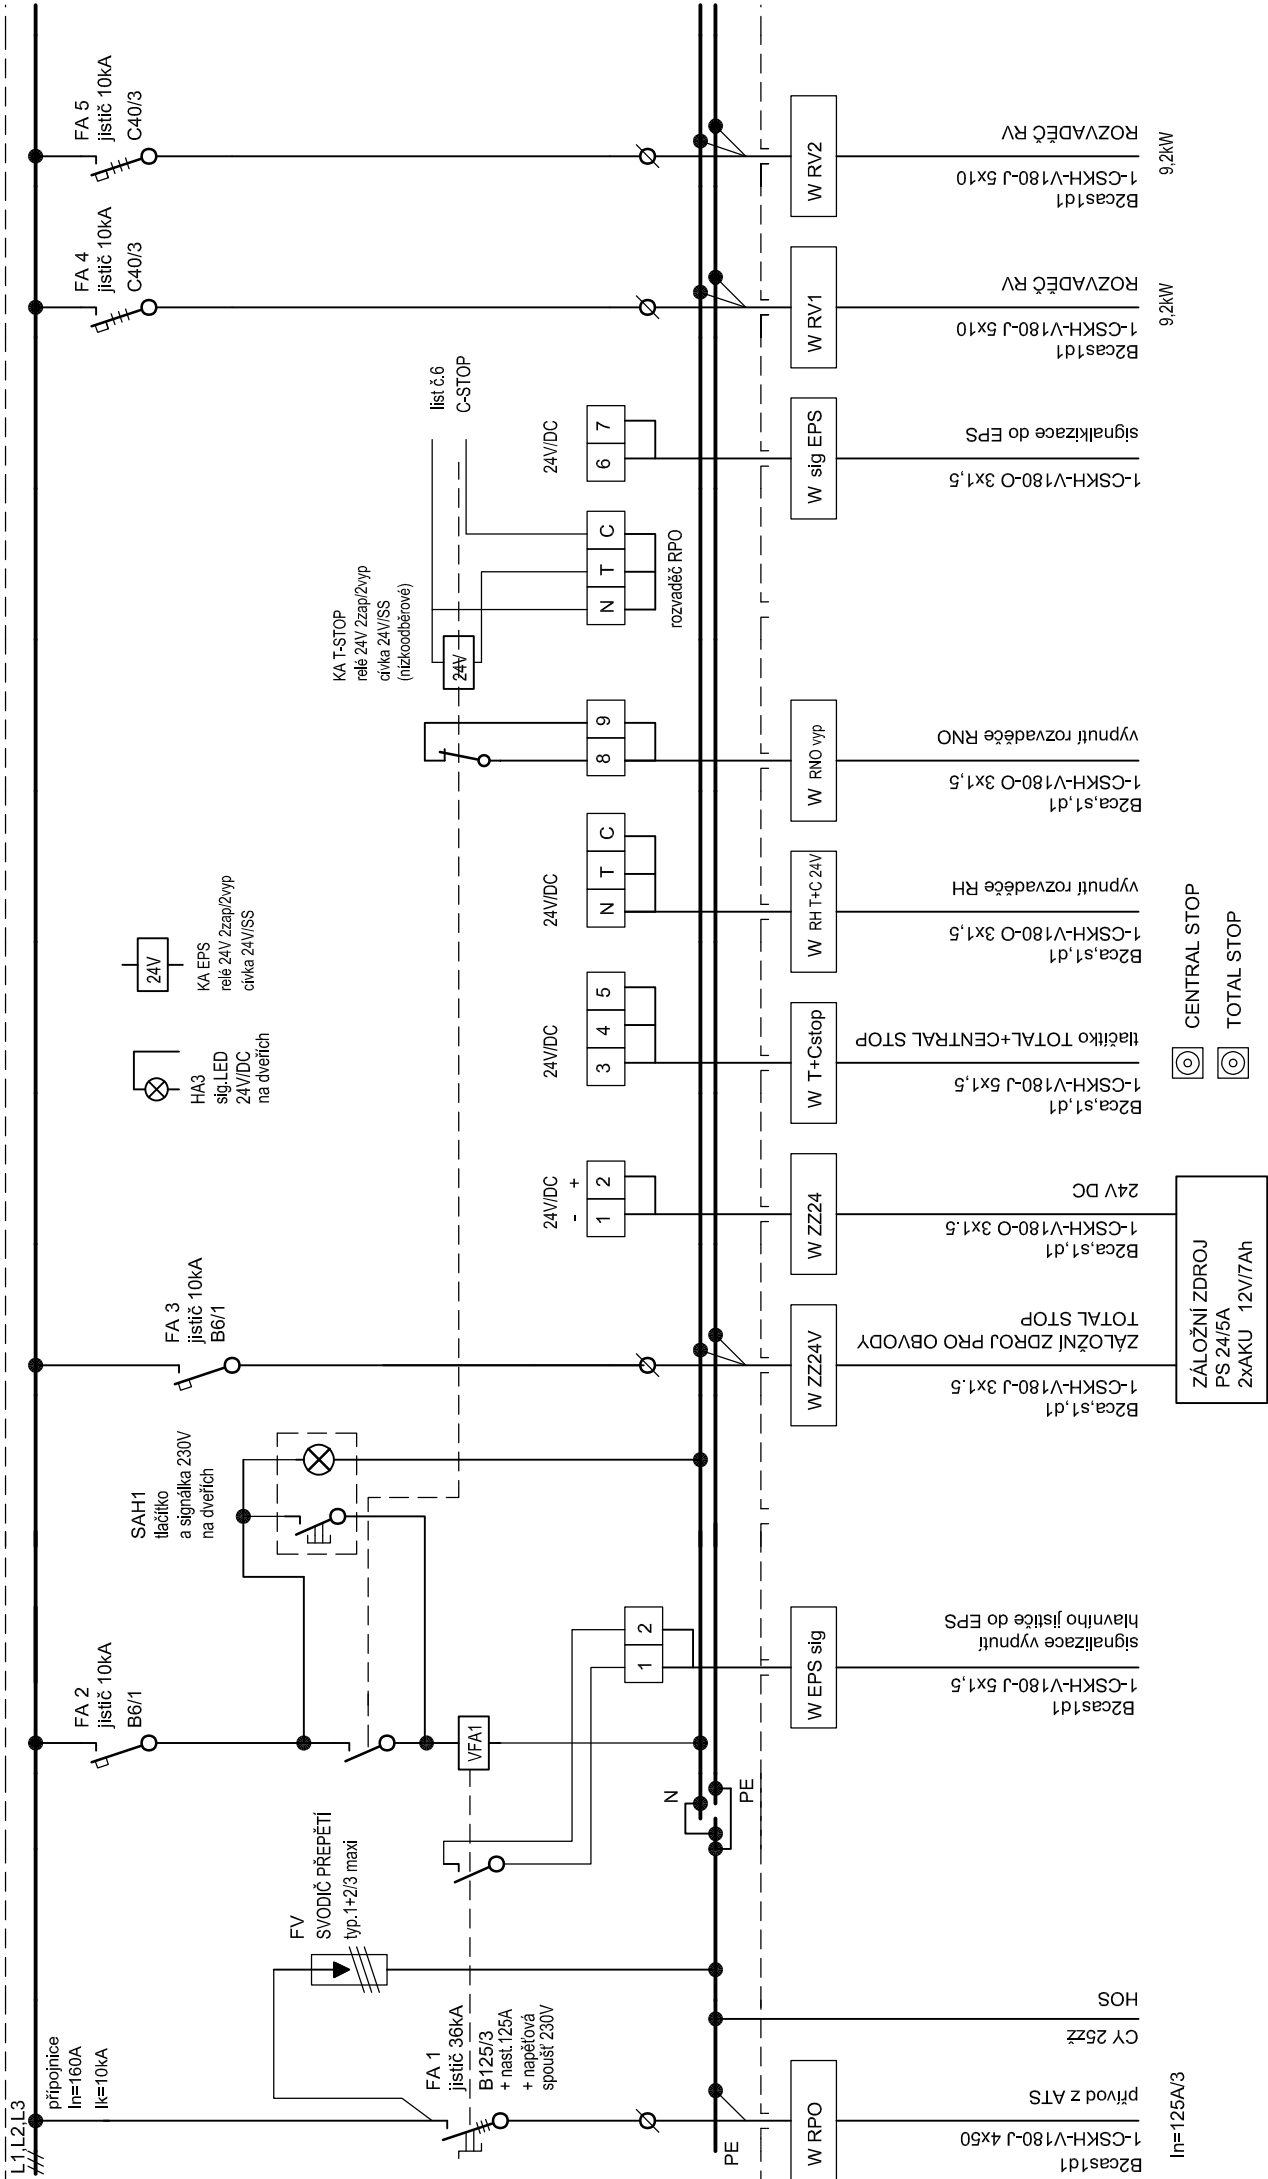 L1,L2,L3
přípojnice
In=160A
Ik=10kA
FA 1
jistič 36kA
B125/3
+ nast.125A
+ napěťová
spoušť 230V
FV
SVODIČ PŘEPĚTÍ
typ.1+2/3 maxi
FA 2
jistič 10kA
B6/1
VFA1
SAH1
tlačítko
a signálka 230V
na dveřích
FA 3
jistič 10kA
B6/1
HA3
sig.LED
24V/DC
na dveřích
24V
KA EPS
relé 24V 2zap/2vyp
cívka 24V/SS
KA T-STOP
relé 24V 2zap/2vyp
cívka 24V/SS
(nízkoodběrové)
24V
list č.6
C-STOP
FA 4
jistič 10kA
C40/3
FA 5
jistič 10kA
C40/3
1 2
24V/DC
- +
1 2
24V/DC
3 4 5
24V/DC
N T C
8 9
N T C
rozvaděč RPO
24V/DC
6 7
PE
N
PE
W RPO
B2cas1d1
1-CSKH-V180-J 4x50
přívod z ATS
In=125A/3
CY 25zž
HOS
W EPS sig
B2cas1d1
1-CSKH-V180-J 5x1,5
signalizace vypnutí
hlavního jističe do EPS
W ZZ24V
B2ca,s1,d1
1-CSKH-V180-J 3x1.5
ZÁLOŽNÍ ZDROJ PRO OBVODY
TOTAL STOP
W ZZ24
B2ca,s1,d1
1-CSKH-V180-O 3x1.5
24V DC
ZÁLOŽNÍ ZDROJ
PS 24/5A
2xAKU 12V/7Ah
W T+Cstop
B2ca,s1,d1
1-CSKH-V180-J 5x1,5
tlačítko TOTAL+CENTRAL STOP
CENTRAL STOP
TOTAL STOP
W RH T+C 24V
B2ca,s1,d1
1-CSKH-V180-O 3x1,5
vypnutí rozvaděče RH
W RNO vyp
B2ca,s1,d1
1-CSKH-V180-O 3x1,5
vypnutí rozvaděče RNO
W sig EPS
1-CSKH-V180-O 3x1,5
signalkizace do EPS
W RV1
B2cas1d1
1-CSKH-V180-J 5x10
ROZVADĚČ RV
9,2kW
W RV2
B2cas1d1
1-CSKH-V180-J 5x10
ROZVADĚČ RV
9,2kW